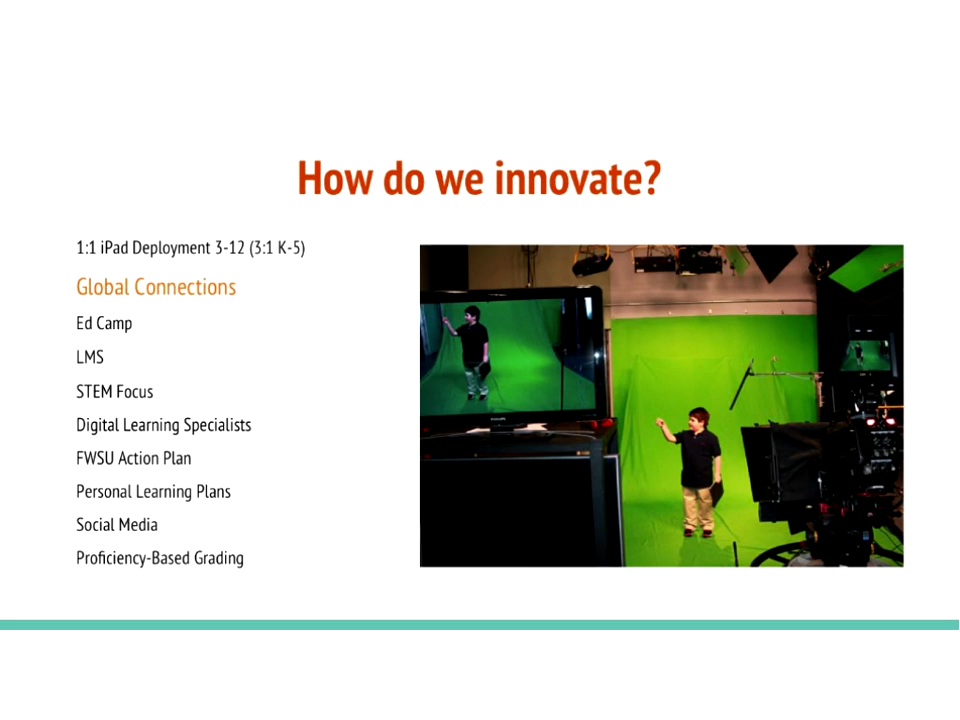 How do we innovate?
1:1 iPad Deployment 3-12 (3:1 K-5)
Global Connections
Ed Camp
LMS
STEM Focus
Digital Learning Specialists
FWSU Action Plan
Personal Learning Plans
Social Media
Proficiency-Based Grading
PHILIPS